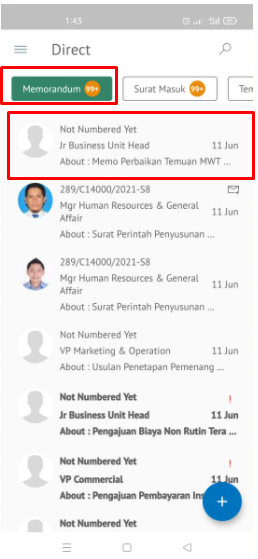 1:43
Direct
Memorandum 99+ Surat Masuk 99+
Not Numbered Yet
Jr Business Unit Head 11 Jun
About : Memo Perbaikan Temuan MWT ...
289/C14000/2021-S8
Mgr Human Resources & General
Affair 11 Jun
About : Surat Perintah Penyusunan ...
289/C14000/2021-S8
Mgr Human Resources & General
Affair 11 Jun
About : Surat Perintah Penyusunan ...
Not Numbered Yet
VP Marketing & Operation 11 Jun
About : Usulan Penetapan Pemenang ...
Not Numbered Yet !
Jr Business Unit Head 11 Jun
About : Pengajuan Biaya Non Rutin Tera ...
Not Numbered Yet !
VP Commercial 11 Jun
About : Pengajuan Pembayaran Ins
+
Not Numbered Yet